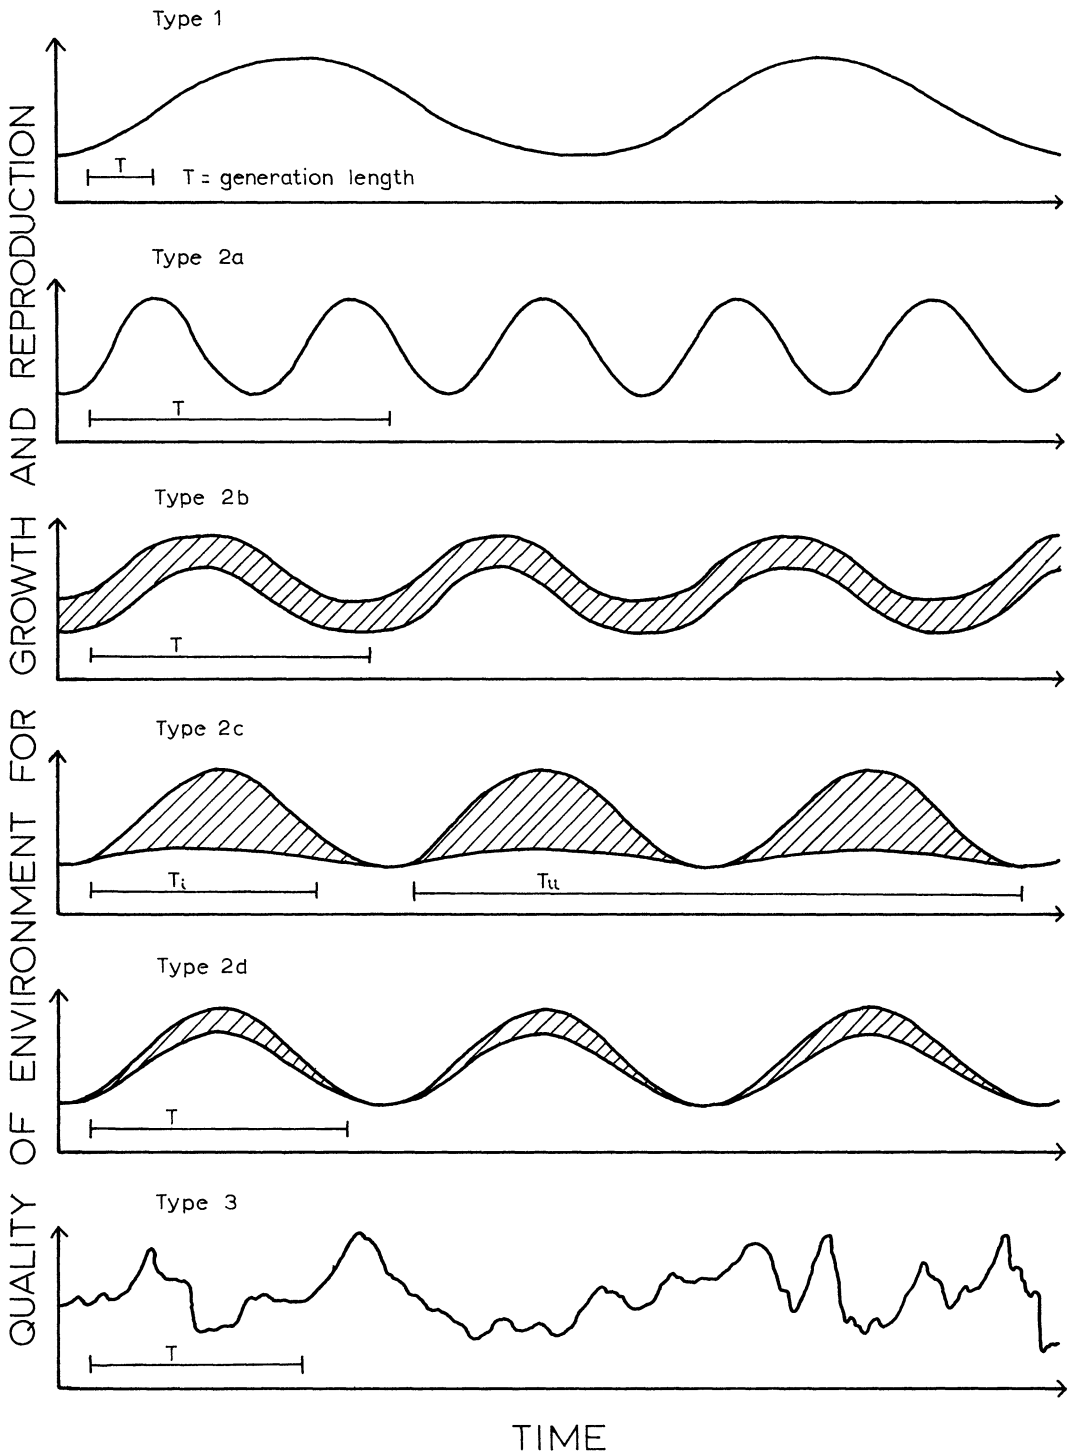 QUALITY OF ENVIRONMENT FOR GROWTH AND REPRODUCTION
Type 1
T
T = generation length
Type 2a
T
Type 2b
T
Type 2c
Ti
Tii
Type 2d
T
Type 3
T
TIME